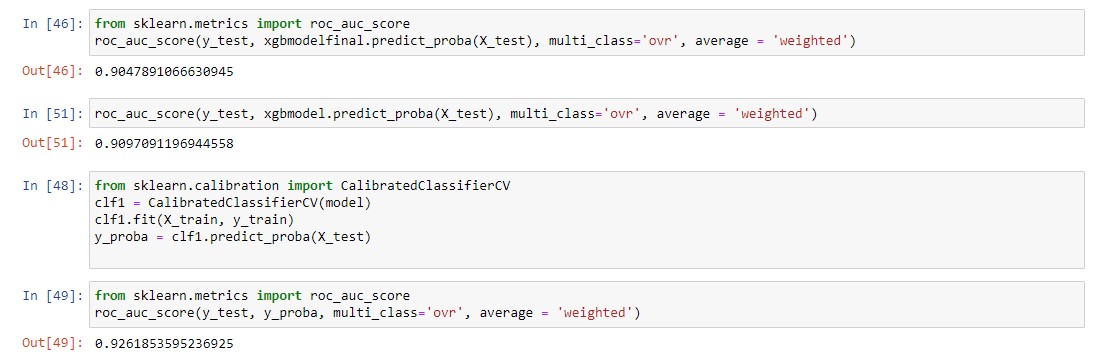 In [46]: from sklearn.metrics import roc_auc_score
roc_auc_score(y_test, xgbmodelfinal.predict_proba(X_test), multi_class='ovr', average = 'weighted')
Out[46]: 0.9047891066630945
In [51]: roc_auc_score(y_test, xgbmodel.predict_proba(X_test), multi_class='ovr', average = 'weighted')
Out[51]: 0.9097091196944558
In [48]: from sklearn.calibration import CalibratedClassifierCV
clf1 = CalibratedClassifierCV(model)
clf1.fit(X_train, y_train)
y_proba = clf1.predict_proba(X_test)
In [49]: from sklearn.metrics import roc_auc_score
roc_auc_score(y_test, y_proba, multi_class='ovr', average = 'weighted')
Out[49]: 0.9261853595236925